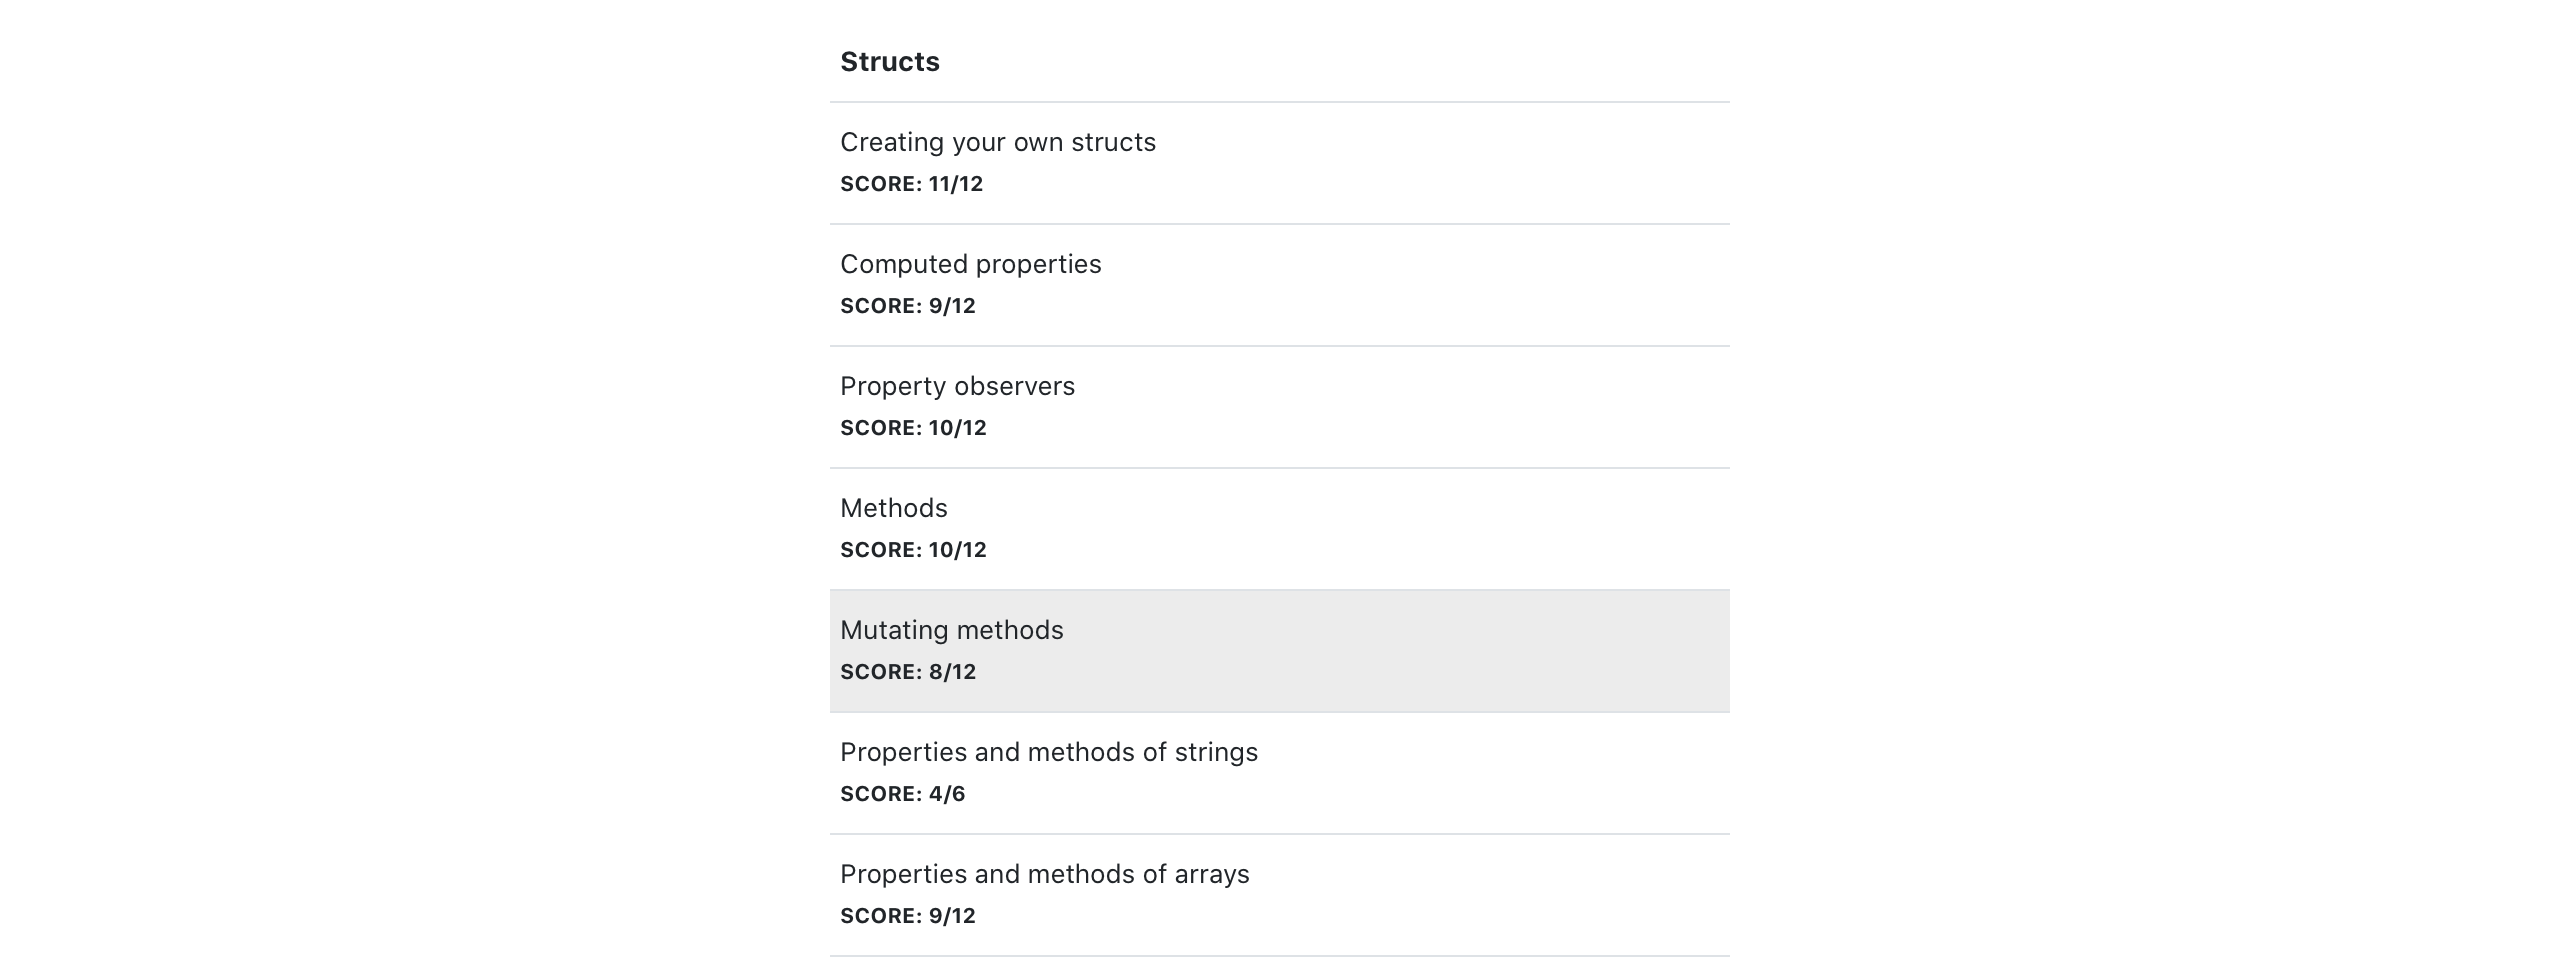 Structs
Creating your own structs
SCORE: 11/12
Computed properties
SCORE: 9/12
Property observers
SCORE: 10/12
Methods
SCORE: 10/12
Mutating methods
SCORE: 8/12
Properties and methods of strings
SCORE: 4/6
Properties and methods of arrays
SCORE: 9/12